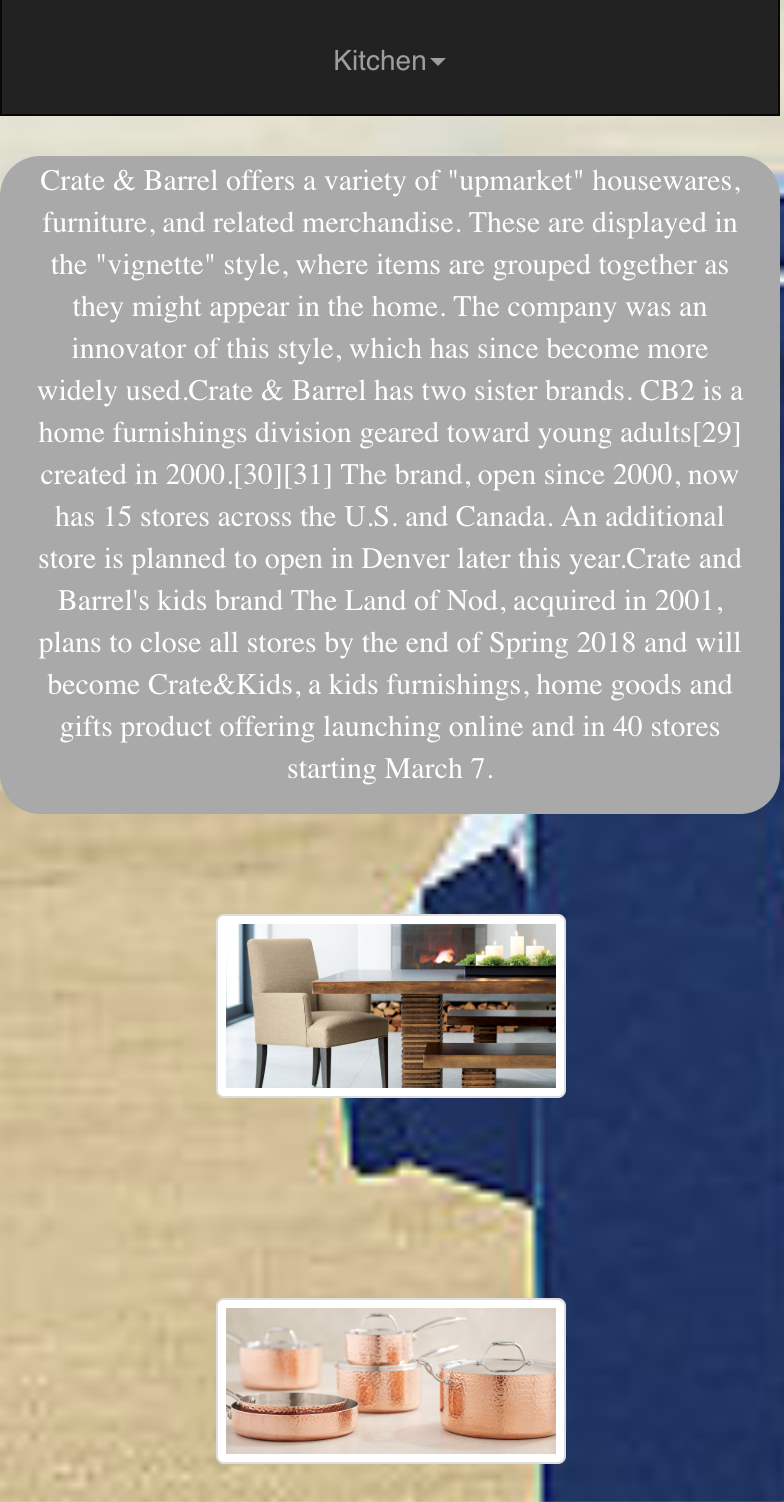 Kitchen
Crate & Barrel offers a variety of "upmarket" housewares,
furniture, and related merchandise. These are displayed in
the "vignette" style, where items are grouped together as
they might appear in the home. The company was an
innovator of this style, which has since become more
widely used.Crate & Barrel has two sister brands. CB2 is a
home furnishings division geared toward young adults[29]
created in 2000.[30][31] The brand, open since 2000, now
has 15 stores across the U.S. and Canada. An additional
store is planned to open in Denver later this year.Crate and
Barrel's kids brand The Land of Nod, acquired in 2001,
plans to close all stores by the end of Spring 2018 and will
become Crate&Kids, a kids furnishings, home goods and
gifts product offering launching online and in 40 stores
starting March 7.